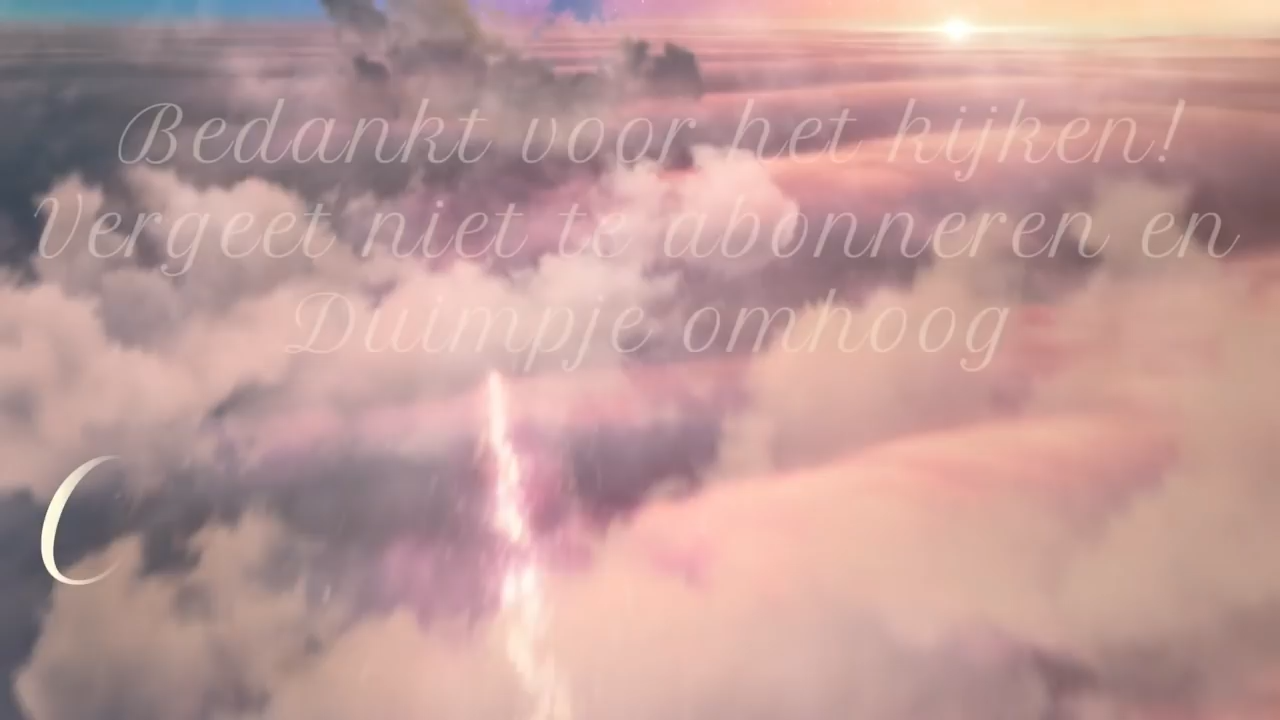 Bedankt voor het kijken!
Vergeet niet te abonneren en
Duimpje omhoog
C